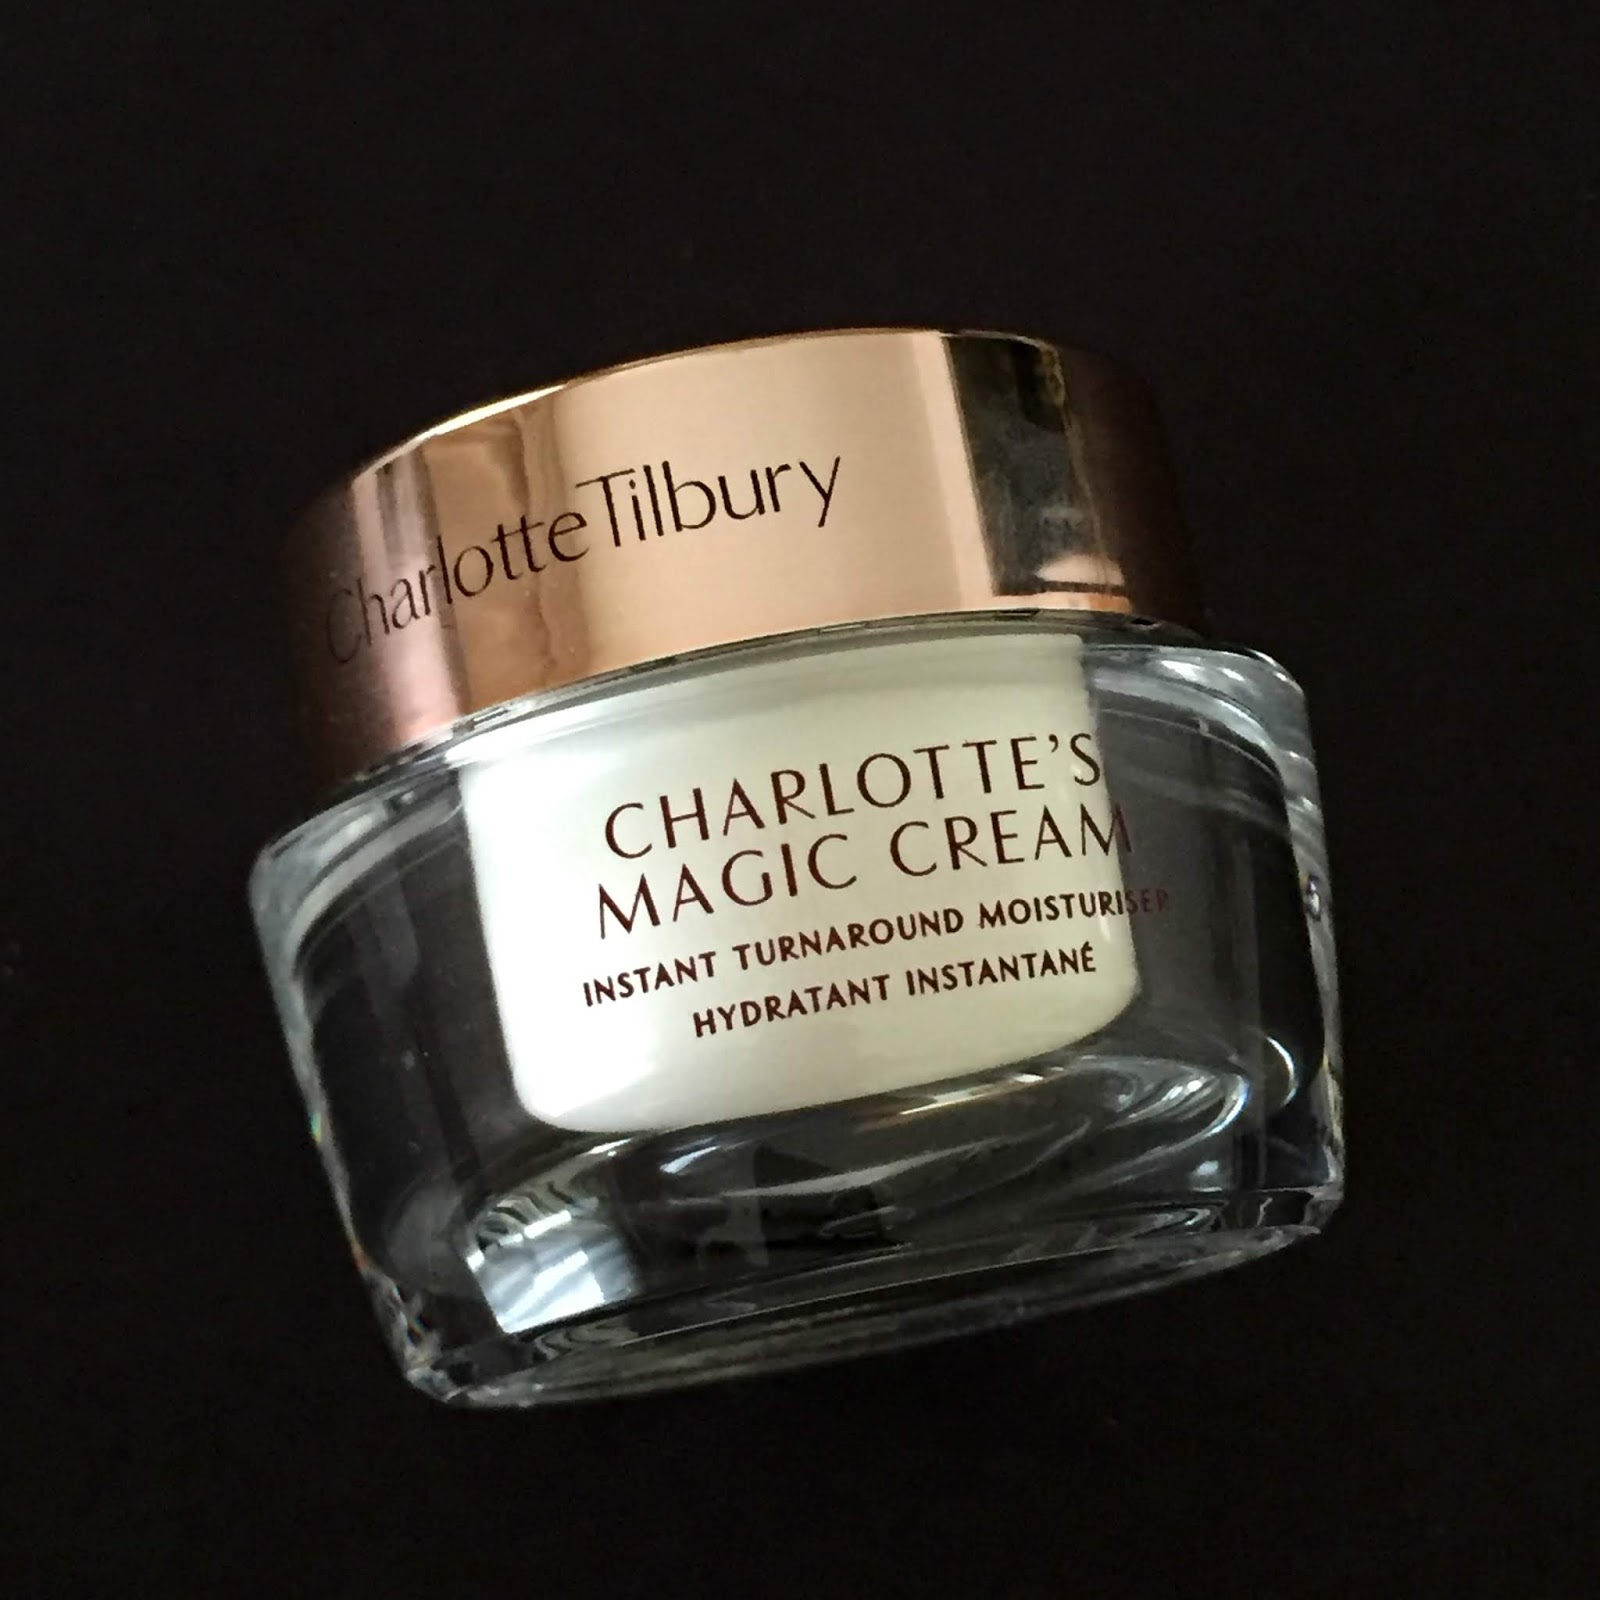 Charlotte Tilbury
CHARLOTTE'S
MAGIC CREAM
INSTANT TURNAROUND MOISTURISER
HYDRATANT INSTANTANÉ